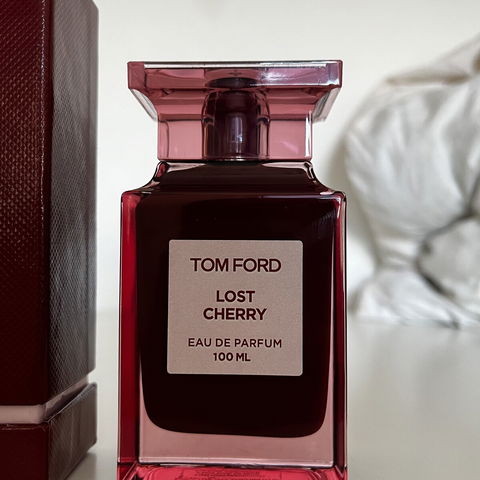 TOM FORD
LOST
CHERRY
EAU DE PARFUM
100 ML